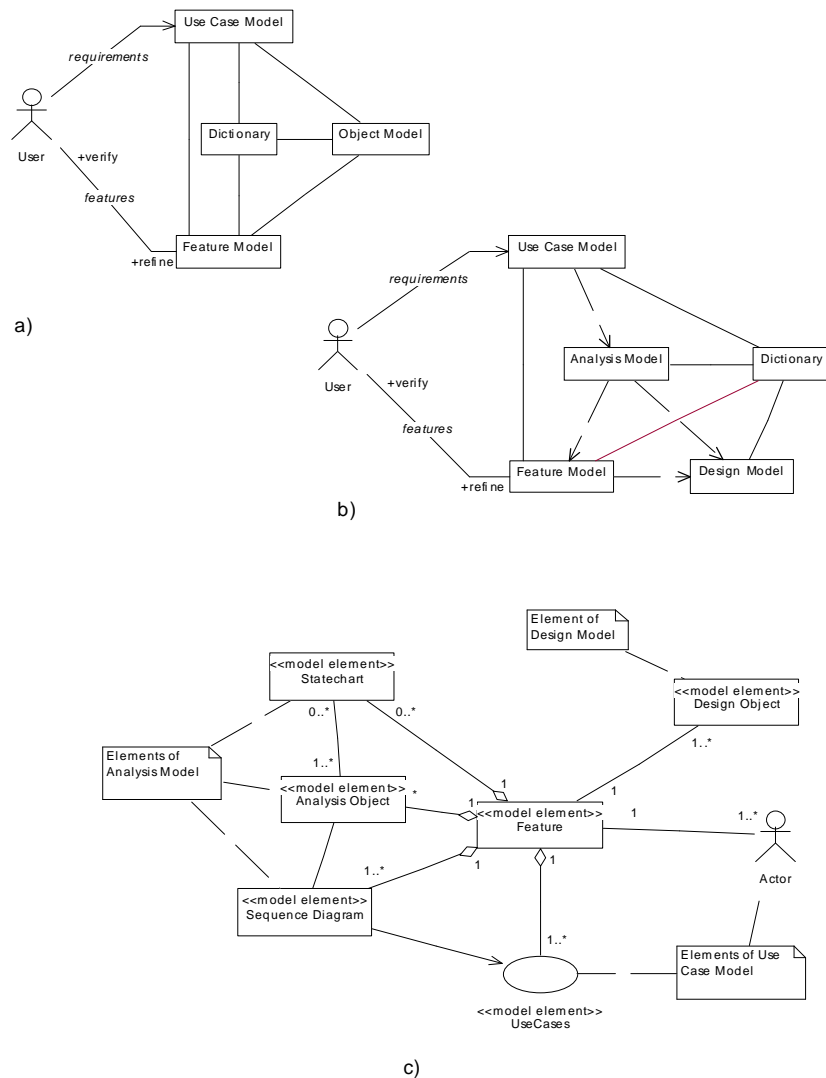 Use Case Model
requirements
Dictionary
Object Model
User
+verify
features
Feature Model
+refine
a)
Use Case Model
requirements
Analysis Model
Dictionary
User
+verify
features
Feature Model
Design Model
+refine
b)
Element of
Design Model
<<model element>>
Statechart
<<model element>>
Design Object
0..*
0..*
1..*
Elements of
Analysis Model
1..*
<<model element>>
Analysis Object
*
1
1
1
<<model element>>
Feature
1
1..*
1..*
1
1
Actor
<<model element>>
Sequence Diagram
1..*
Elements of Use
Case Model
<<model element>>
UseCases
c)